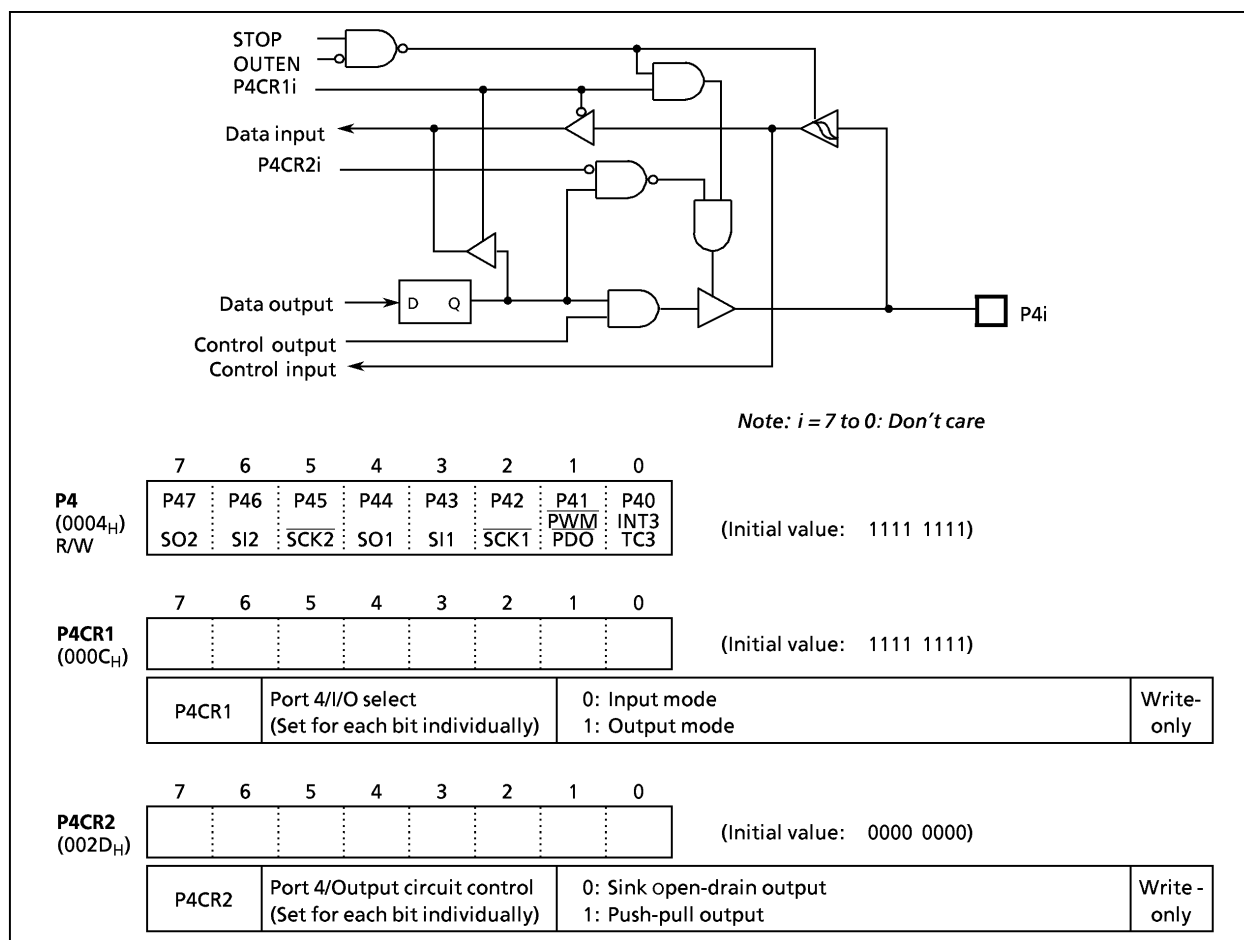 STOP
OUTEN
P4CR1i
Data input
P4CR2i
Data output
D Q
P4i
Control output
Control input
Note: i = 7 to 0: Don't care
7 6 5 4 3 2 1 0
P4
(0004H)
R/W
P47 P46 P45 P44 P43 P42 P41 P40
PWM INT3
SO2 SI2 SCK2 SO1 SI1 SCK1 PDO TC3
(Initial value: 1111 1111)
7 6 5 4 3 2 1 0
P4CR1
(000CH)
(Initial value: 1111 1111)
P4CR1
Port 4/I/O select
(Set for each bit individually)
0: Input mode
1: Output mode
Write-
only
7 6 5 4 3 2 1 0
P4CR2
(002DH)
(Initial value: 0000 0000)
P4CR2
Port 4/Output circuit control
(Set for each bit individually)
0: Sink open-drain output
1: Push-pull output
Write -
only